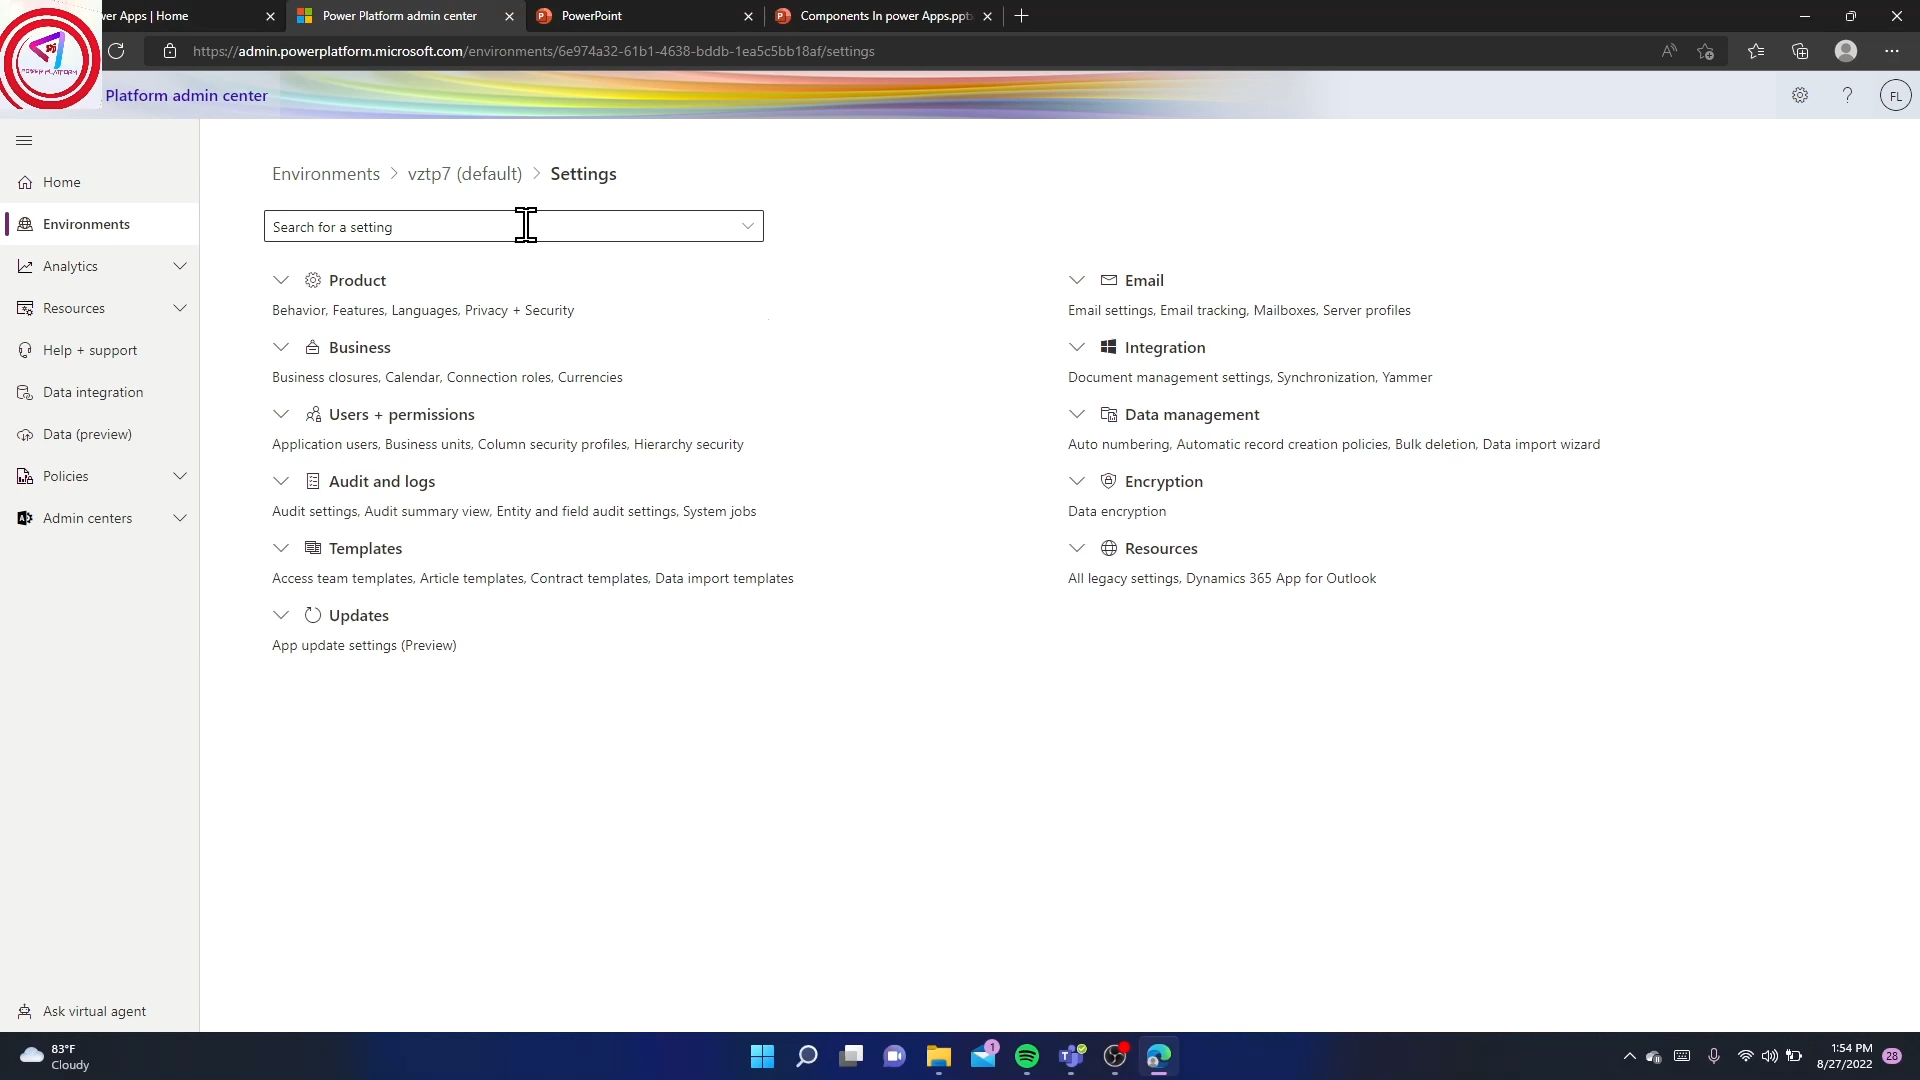 wer Apps | Home
Power Platform admin center
PowerPoint
Components In power Apps.pptx
https://admin.powerplatform.microsoft.com/environments/6e974a32-61b1-4638-bddb-1ea5c5bb18af/settings
POWER PLATFORM
Platform admin center
FL
Home
Environments
Analytics
Resources
Help + support
Data integration
Data (preview)
Policies
Admin centers
Ask virtual agent
Environments > vztp7 (default) > Settings
Search for a setting
Product
Behavior, Features, Languages, Privacy + Security
Business
Business closures, Calendar, Connection roles, Currencies
Users + permissions
Application users, Business units, Column security profiles, Hierarchy security
Audit and logs
Audit settings, Audit summary view, Entity and field audit settings, System jobs
Templates
Access team templates, Article templates, Contract templates, Data import templates
Updates
App update settings (Preview)
Email
Email settings, Email tracking, Mailboxes, Server profiles
Integration
Document management settings, Synchronization, Yammer
Data management
Auto numbering, Automatic record creation policies, Bulk deletion, Data import wizard
Encryption
Data encryption
Resources
All legacy settings, Dynamics 365 App for Outlook
83°F
Cloudy
1
1:54 PM
8/27/2022
28